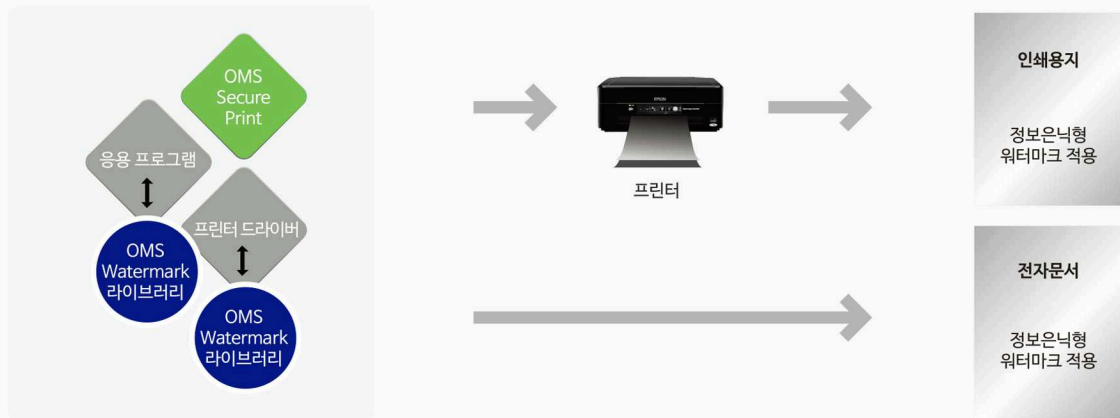 OMS
Secure
Print
응용 프로그램
프린터 드라이버
OMS
Watermark
라이브러리
OMS
Watermark
라이브러리
EPSON
프린터
인쇄용지
정보은닉형
워터마크 적용
전자문서
정보은닉형
워터마크 적용